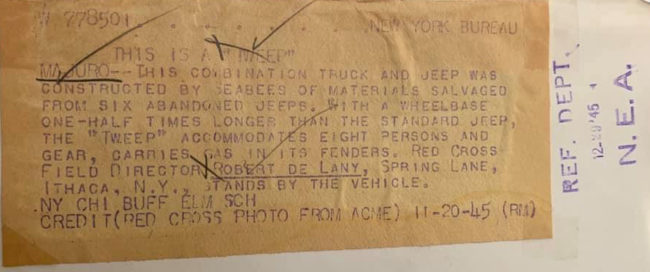 W 778501. . . . . . . NEW YORK BUREAU
THIS IS A "TWEEP"
MAJURO--THIS COMBINATION TRUCK AND JEEP WAS
CONSTRUCTED BY SEABEES OF MATERIALS SALVAGED
FROM SIX ABANDONED JEEPS. WITH A WHEELBASE
ONE-HALF TIMES LONGER THAN THE STANDARD JEEP,
THE "TWEEP" ACCOMMODATES EIGHT PERSONS AND
GEAR, CARRIES GAS IN ITS FENDERS. RED CROSS
FIELD DIRECTOR ROBERT DE LANY, SPRING LANE,
ITHACA, N.Y., STANDS BY THE VEHICLE.
NY CHI BUFF ELM SCH
CREDIT(RED CROSS PHOTO FROM ACME) 11-20-45 (RM)
REF. DEPT.
N.E.A.